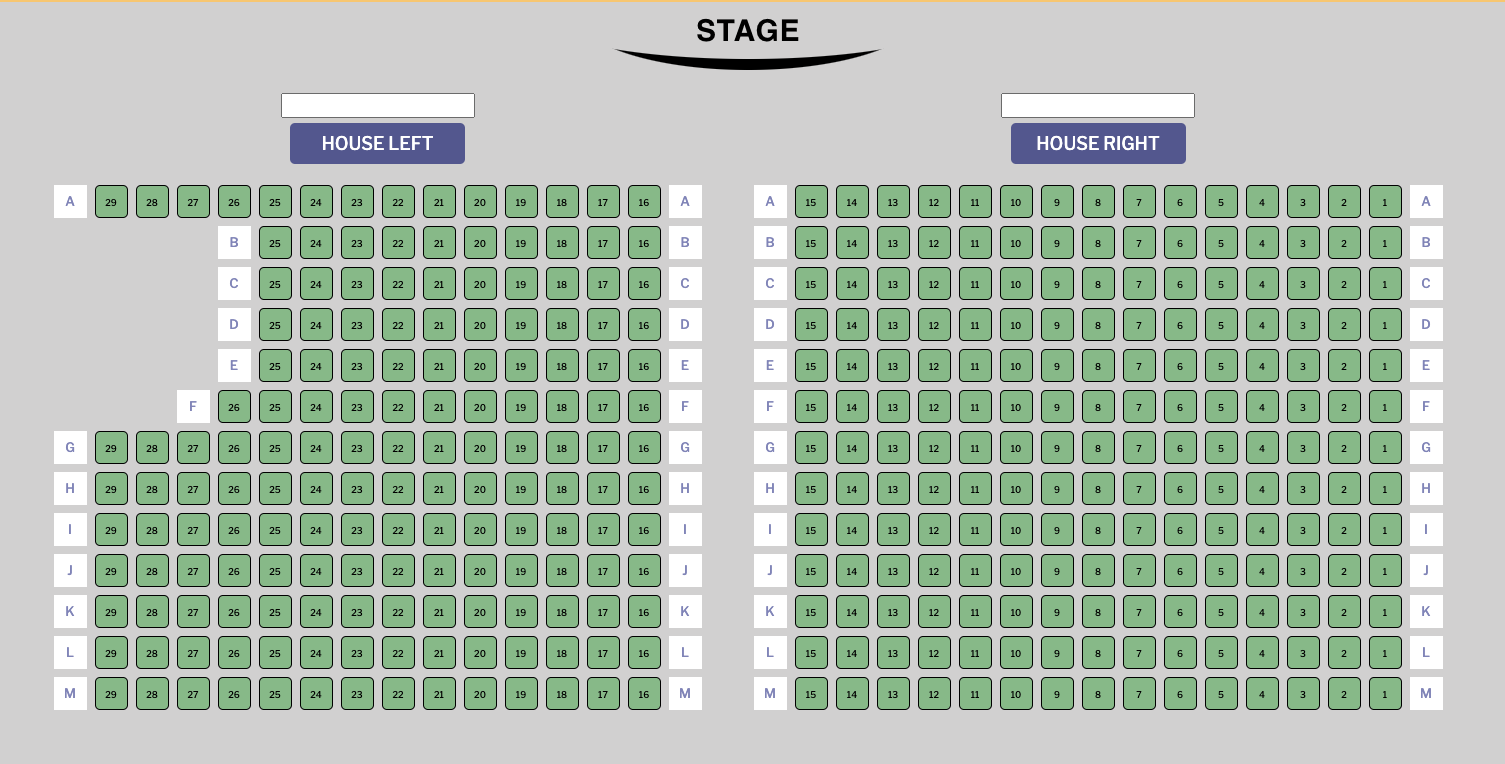 STAGE
HOUSE LEFT HOUSE RIGHT
A 29 28 27 26 25 24 23 22 21 20 19 18 17 16 A A 15 14 13 12 11 10 9 8 7 6 5 4 3 2 1 A
B 25 24 23 22 21 20 19 18 17 16 B B 15 14 13 12 11 10 9 8 7 6 5 4 3 2 1 B
C 25 24 23 22 21 20 19 18 17 16 C C 15 14 13 12 11 10 9 8 7 6 5 4 3 2 1 C
D 25 24 23 22 21 20 19 18 17 16 D D 15 14 13 12 11 10 9 8 7 6 5 4 3 2 1 D
E 25 24 23 22 21 20 19 18 17 16 E E 15 14 13 12 11 10 9 8 7 6 5 4 3 2 1 E
F 26 25 24 23 22 21 20 19 18 17 16 F F 15 14 13 12 11 10 9 8 7 6 5 4 3 2 1 F
G 29 28 27 26 25 24 23 22 21 20 19 18 17 16 G G 15 14 13 12 11 10 9 8 7 6 5 4 3 2 1 G
H 29 28 27 26 25 24 23 22 21 20 19 18 17 16 H H 15 14 13 12 11 10 9 8 7 6 5 4 3 2 1 H
I 29 28 27 26 25 24 23 22 21 20 19 18 17 16 I I 15 14 13 12 11 10 9 8 7 6 5 4 3 2 1 I
J 29 28 27 26 25 24 23 22 21 20 19 18 17 16 J J 15 14 13 12 11 10 9 8 7 6 5 4 3 2 1 J
K 29 28 27 26 25 24 23 22 21 20 19 18 17 16 K K 15 14 13 12 11 10 9 8 7 6 5 4 3 2 1 K
L 29 28 27 26 25 24 23 22 21 20 19 18 17 16 L L 15 14 13 12 11 10 9 8 7 6 5 4 3 2 1 L
M 29 28 27 26 25 24 23 22 21 20 19 18 17 16 M M 15 14 13 12 11 10 9 8 7 6 5 4 3 2 1 M